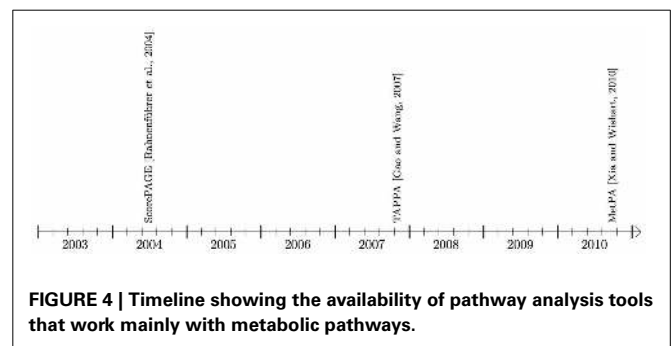 ScorePAGE [Rahnenführer et al., 2004]
TAPPA [Gao and Wang, 2007]
MetPA [Xia and Wishart, 2010]
2003 2004 2005 2006 2007 2008 2009 2010
FIGURE 4 | Timeline showing the availability of pathway analysis tools
that work mainly with metabolic pathways.